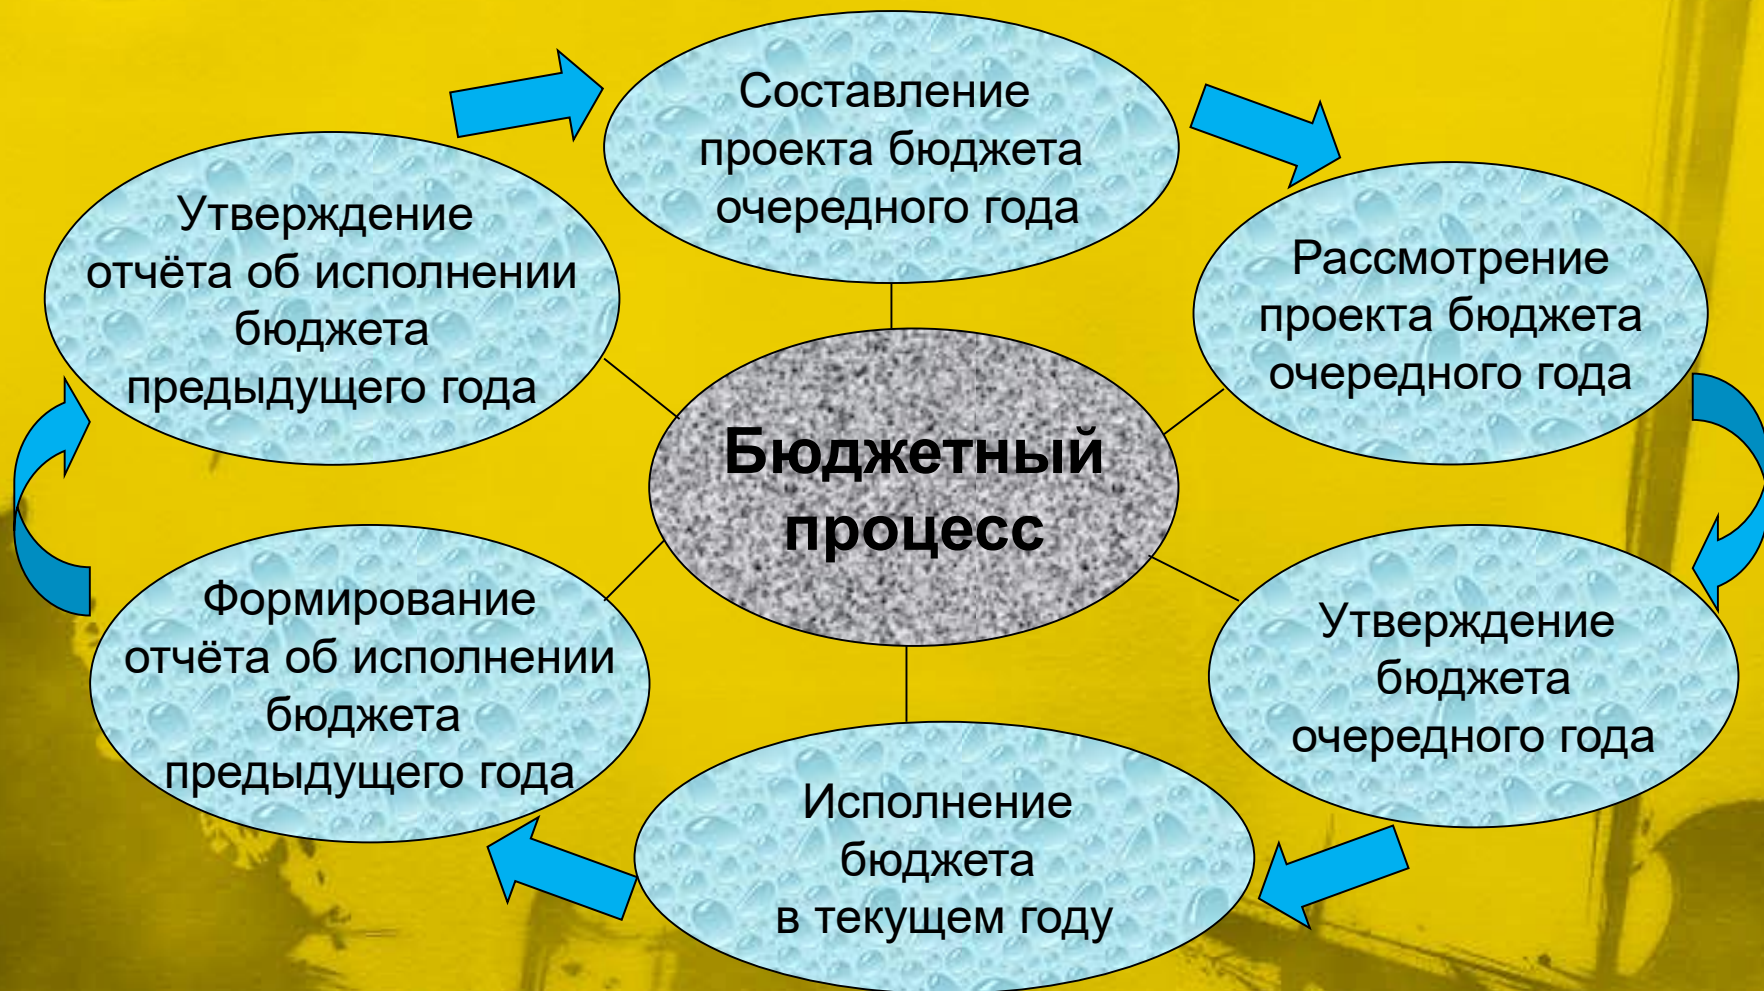 Составление
проекта бюджета
очередного года
Рассмотрение
проекта бюджета
очередного года
Утверждение
бюджета
очередного года
Исполнение
бюджета
в текущем году
Формирование
отчёта об исполнении
бюджета
предыдущего года
Утверждение
отчёта об исполнении
бюджета
предыдущего года
Бюджетный
процесс